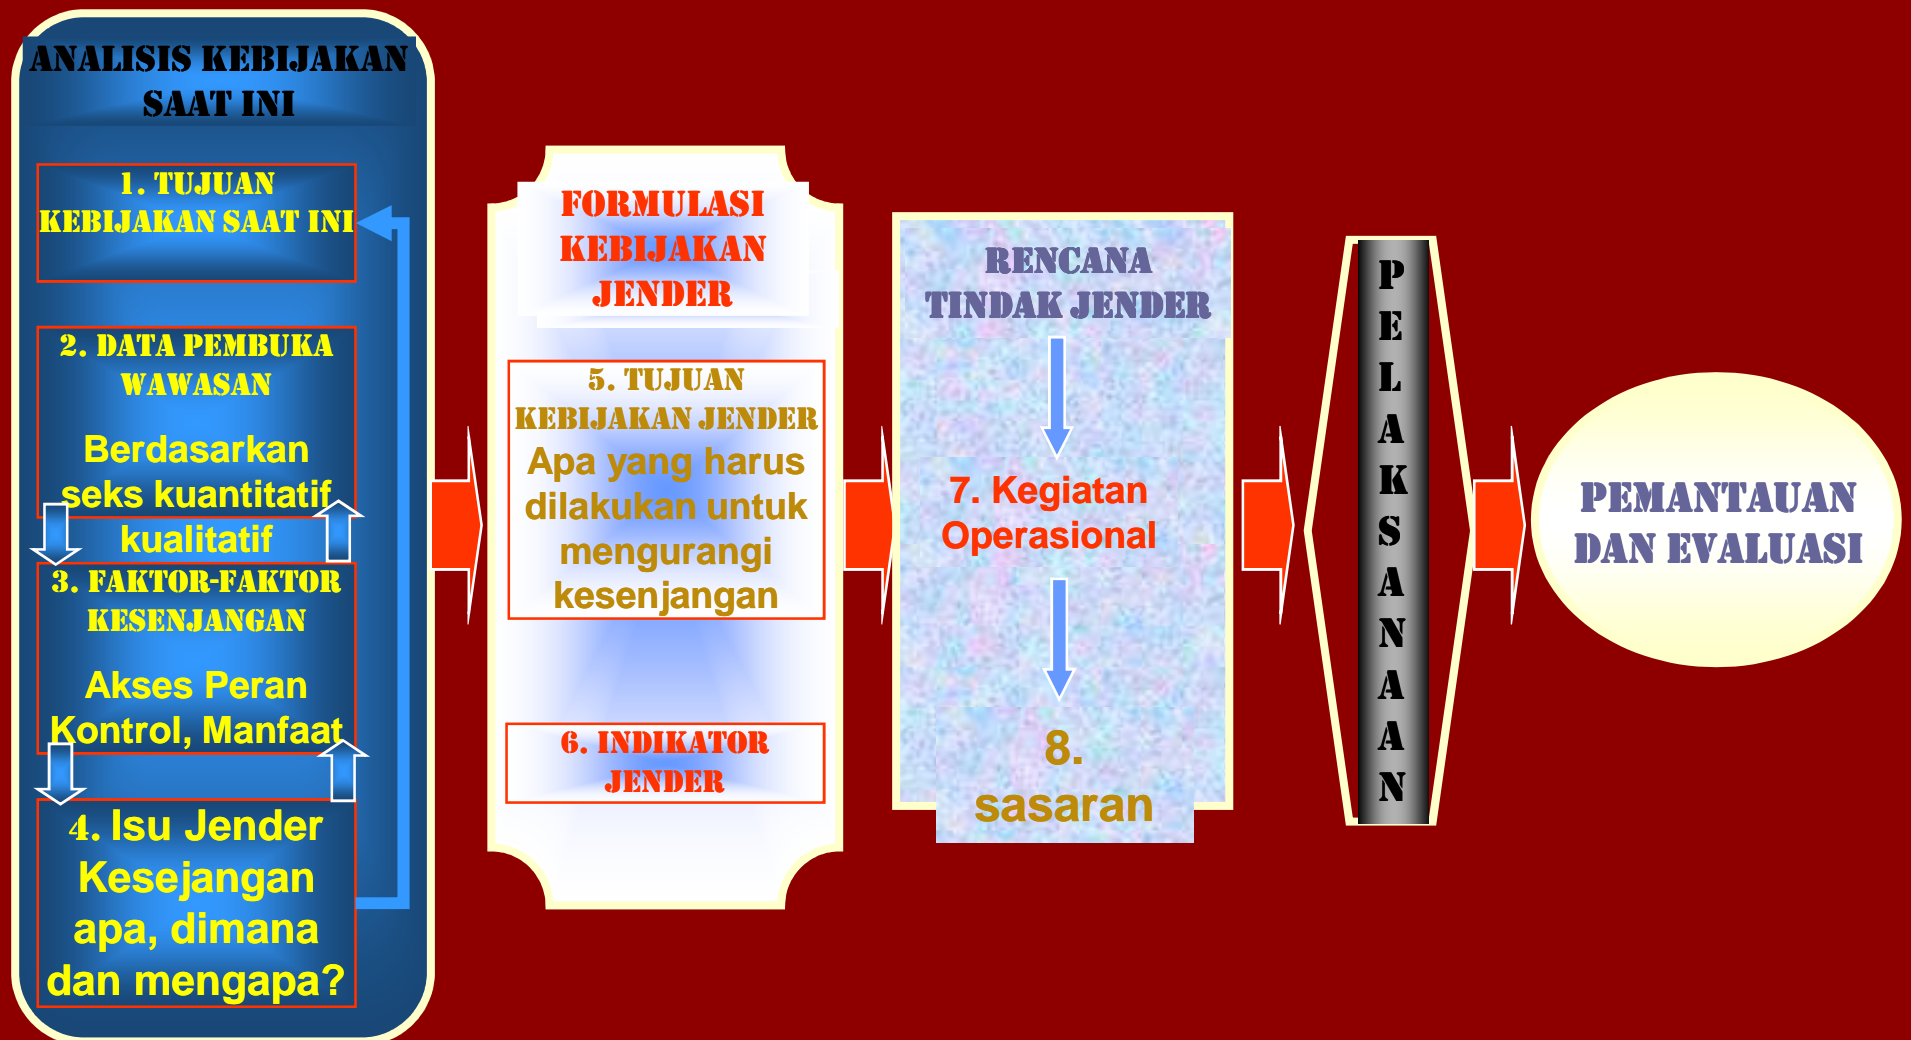 ANALISIS KEBIJAKAN
SAAT INI
1. TUJUAN
KEBIJAKAN SAAT INI
2. DATA PEMBUKA
WAWASAN
Berdasarkan
seks kuantitatif
kualitatif
3. FAKTOR-FAKTOR
KESENJANGAN
Akses Peran
Kontrol, Manfaat
4. Isu Jender
Kesejangan
apa, dimana
dan mengapa?
FORMULASI
KEBIJAKAN
JENDER
5. TUJUAN
KEBIJAKAN JENDER
Apa yang harus
dilakukan untuk
mengurangi
kesenjangan
6. INDIKATOR
JENDER
RENCANA
TINDAK JENDER
7. Kegiatan
Operasional
8.
sasaran
P
E
L
A
K
S
A
N
A
A
N
PEMANTAUAN
DAN EVALUASI